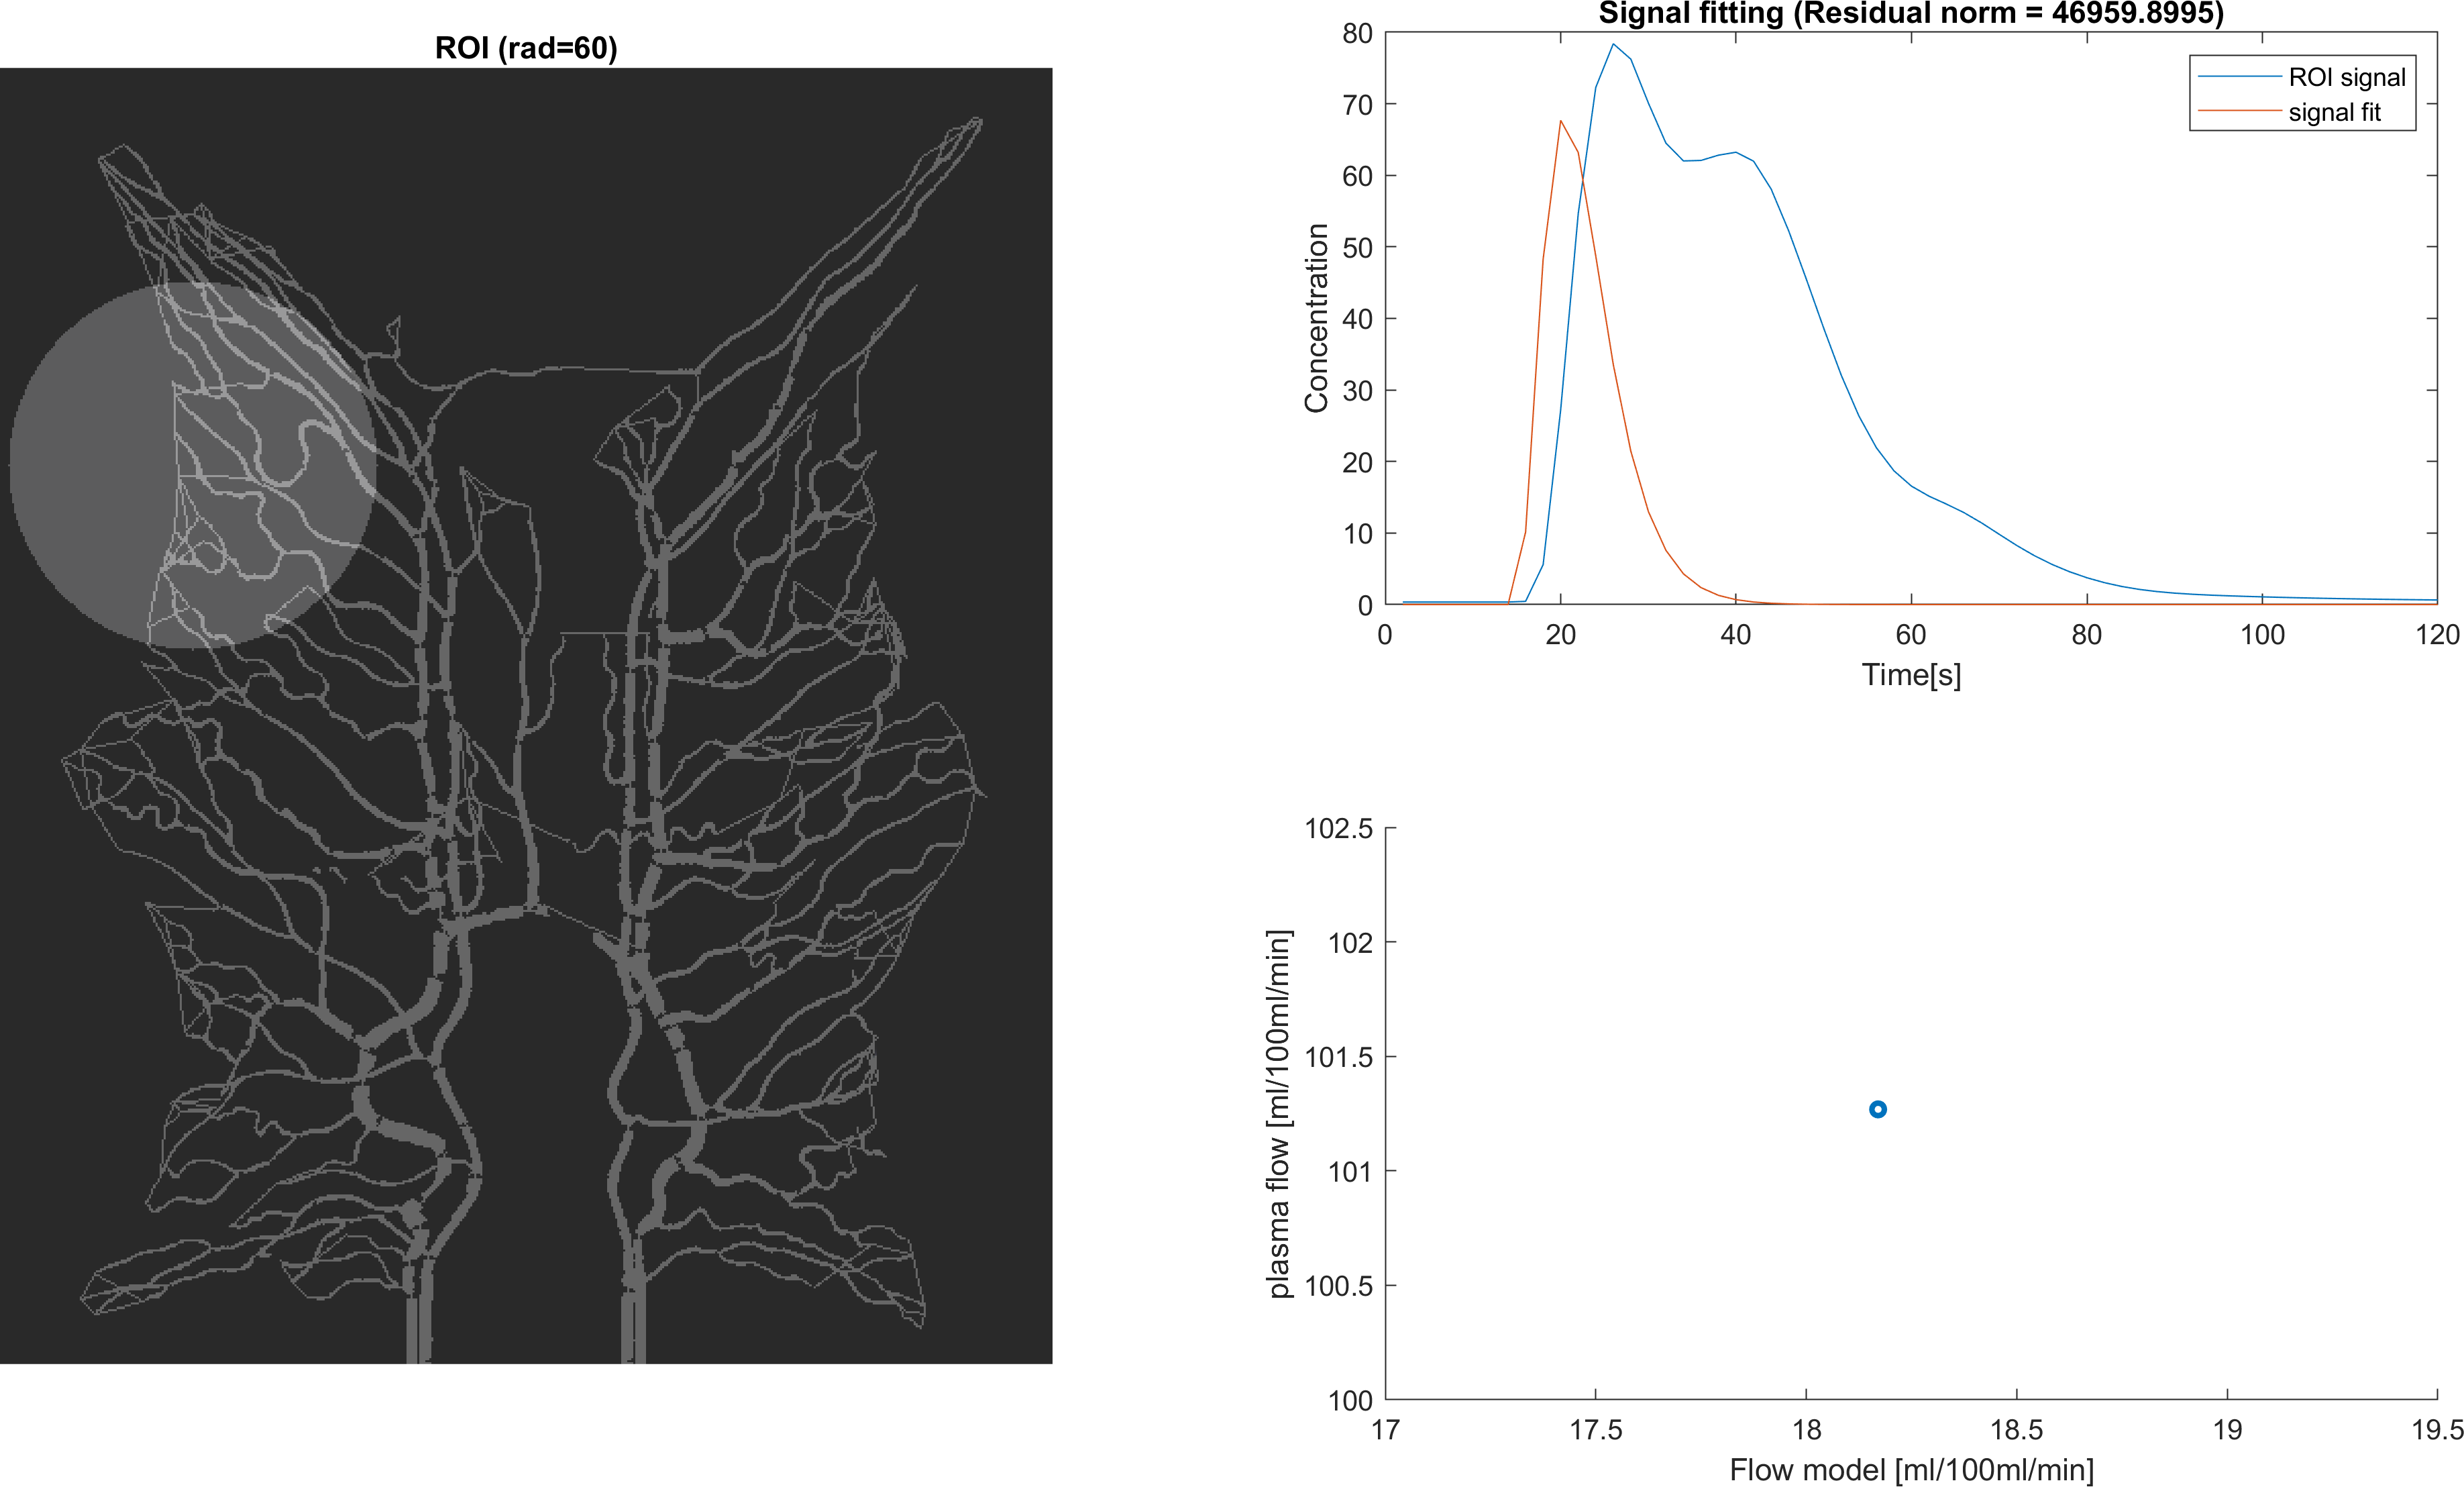 ROI (rad=60)
Signal fitting (Residual norm = 46959.8995)
80
70
60
50
40
30
20
10
0
Concentration
ROI signal
signal fit
0 20 40 60 80 100 120
Time[s]
102.5
102
101.5
101
100.5
100
plasma flow [ml/100ml/min]
17 17.5 18 18.5 19 19.5
Flow model [ml/100ml/min]